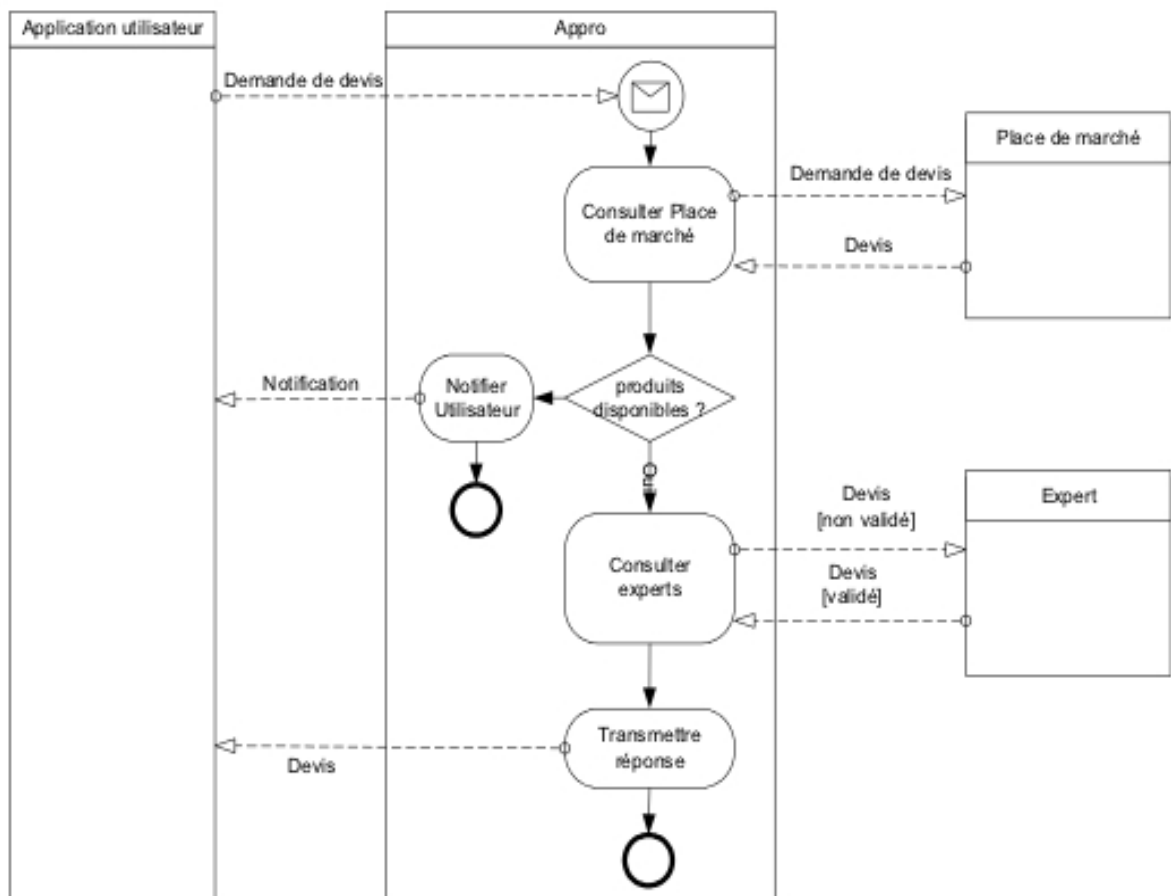 Application utilisateur
Appro
Demande de devis
Place de marché
Demande de devis
Consulter Place
de marché
Devis
Notification
Notifier
Utilisateur
produits
disponibles ?
Oui
Devis
[non validé]
Expert
Consulter
experts
Devis
[validé]
Transmettre
réponse
Devis